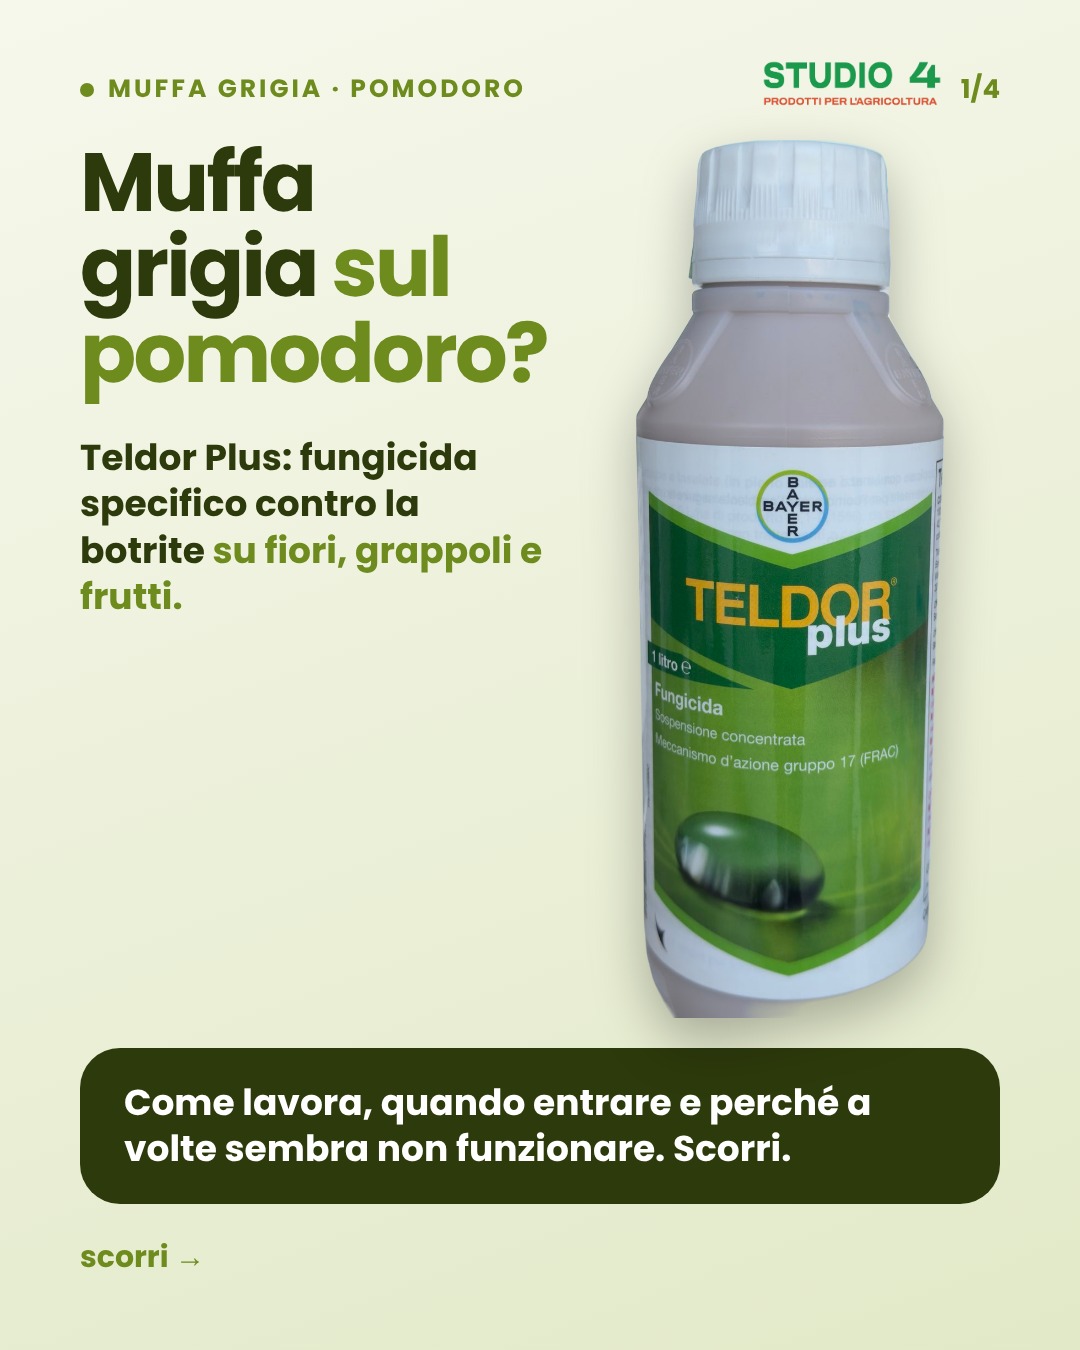 MUFFA GRIGIA · POMODORO
STUDIO 4
PRODOTTI PER L'AGRICOLTURA
1/4
Muffa
grigia sul
pomodoro?
Teldor Plus: fungicida
specifico contro la
botrite su fiori, grappoli e
frutti.
BAYER
BAYER
TELDOR®
plus
1 litro ℮
Fungicida
Sospensione concentrata
Meccanismo d'azione gruppo 17 (FRAC)
Come lavora, quando entrare e perché a
volte sembra non funzionare. Scorri.
scorri →